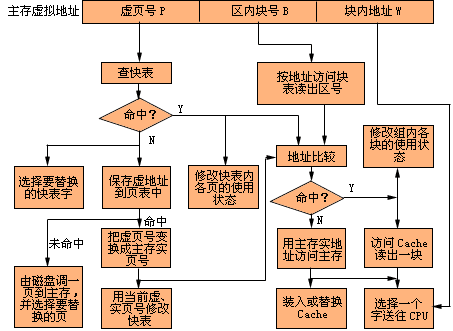 主存虚拟地址
虚页号 P
区内块号 B
块内地址 W
查快表
按地址访问块
表读出区号
命中？
Y
N
修改组内各
块的使用状
态
选择要替换
的快表字
保存虚地址
到页表中
修改快表内
各页的使用
状态
地址比较
命中？
Y
N
命中
未命中
把虚页号变
换成主存实
页号
用主存实地
址访问主存
访问 Cache
读出一块
由磁盘调一
页到主存，
并选择要替
换的页
用当前虚、
实页号修改
快表
装入或替换
Cache
选择一个
字送往 CPU